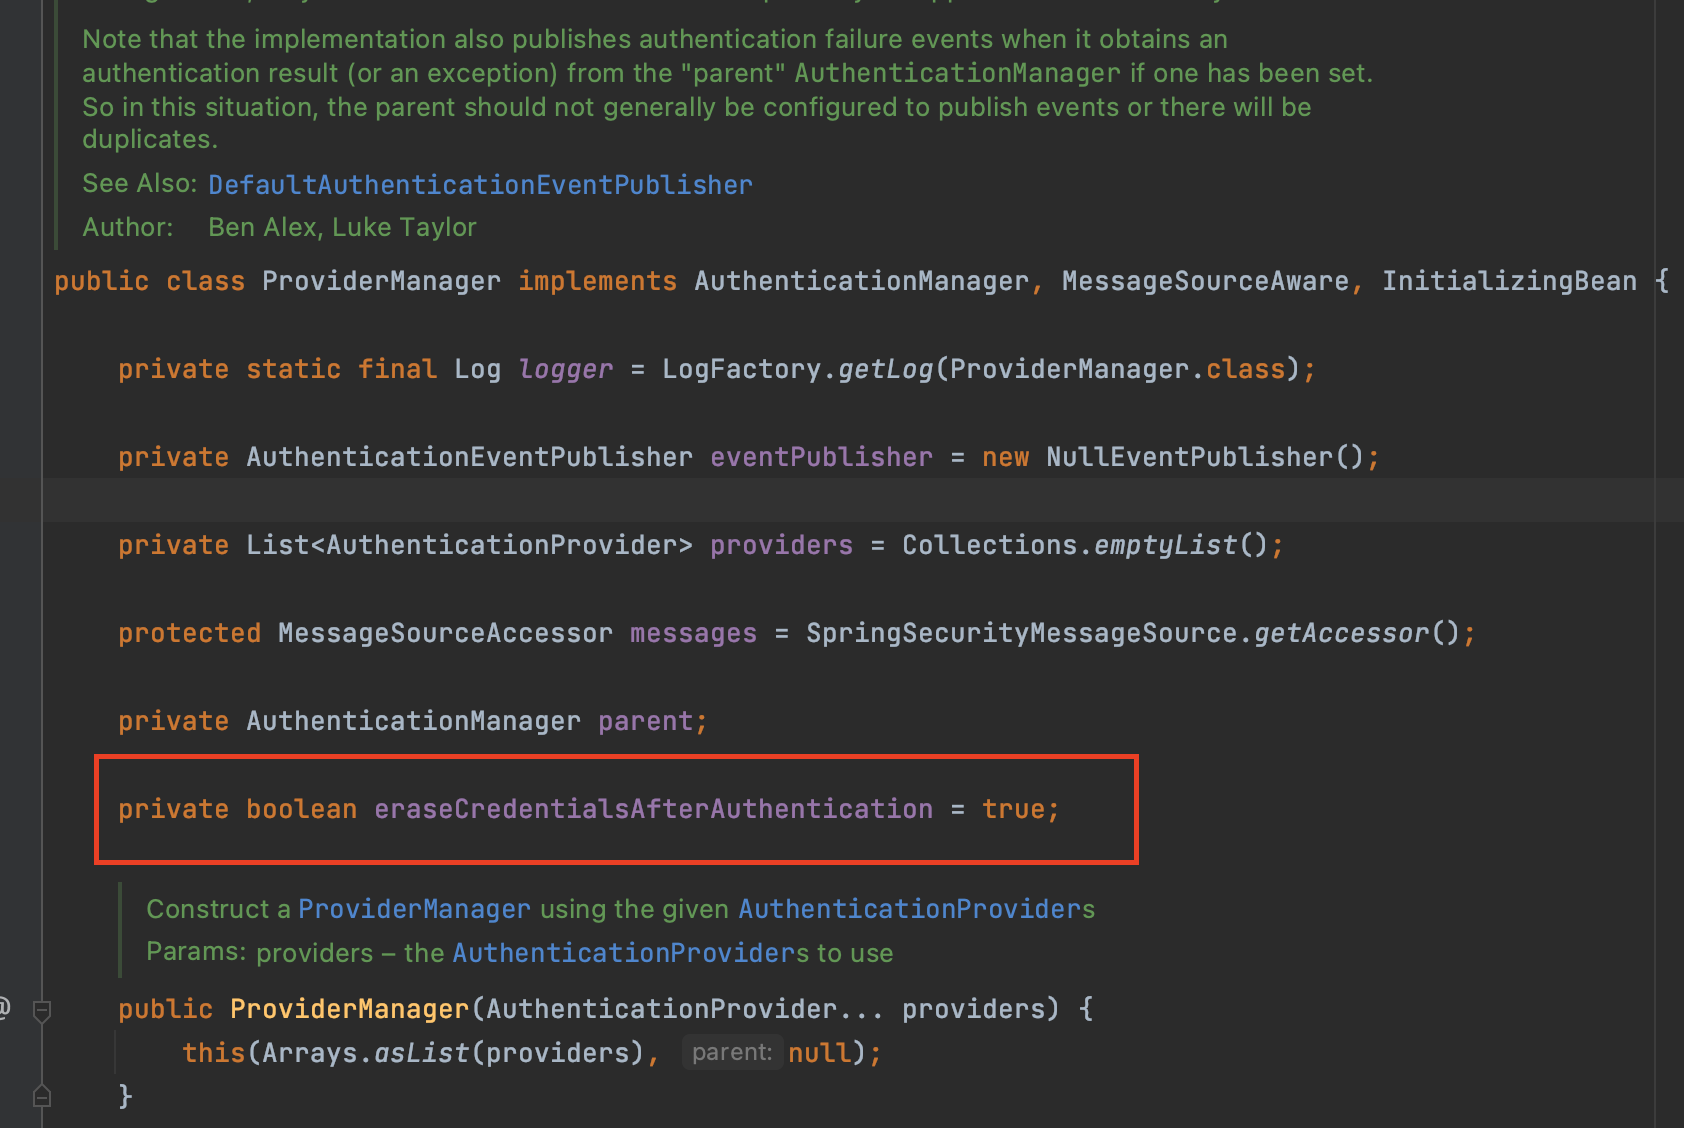 Note that the implementation also publishes authentication failure events when it obtains an
authentication result (or an exception) from the "parent" AuthenticationManager if one has been set.
So in this situation, the parent should not generally be configured to publish events or there will be
duplicates.
See Also: DefaultAuthenticationEventPublisher
Author: Ben Alex, Luke Taylor
public class ProviderManager implements AuthenticationManager, MessageSourceAware, InitializingBean {
private static final Log logger = LogFactory.getLog(ProviderManager.class);
private AuthenticationEventPublisher eventPublisher = new NullEventPublisher();
private List<AuthenticationProvider> providers = Collections.emptyList();
protected MessageSourceAccessor messages = SpringSecurityMessageSource.getAccessor();
private AuthenticationManager parent;
private boolean eraseCredentialsAfterAuthentication = true;
Construct a ProviderManager using the given AuthenticationProviders
Params: providers – the AuthenticationProviders to use
public ProviderManager(AuthenticationProvider... providers) {
this(Arrays.asList(providers), parent: null);
}